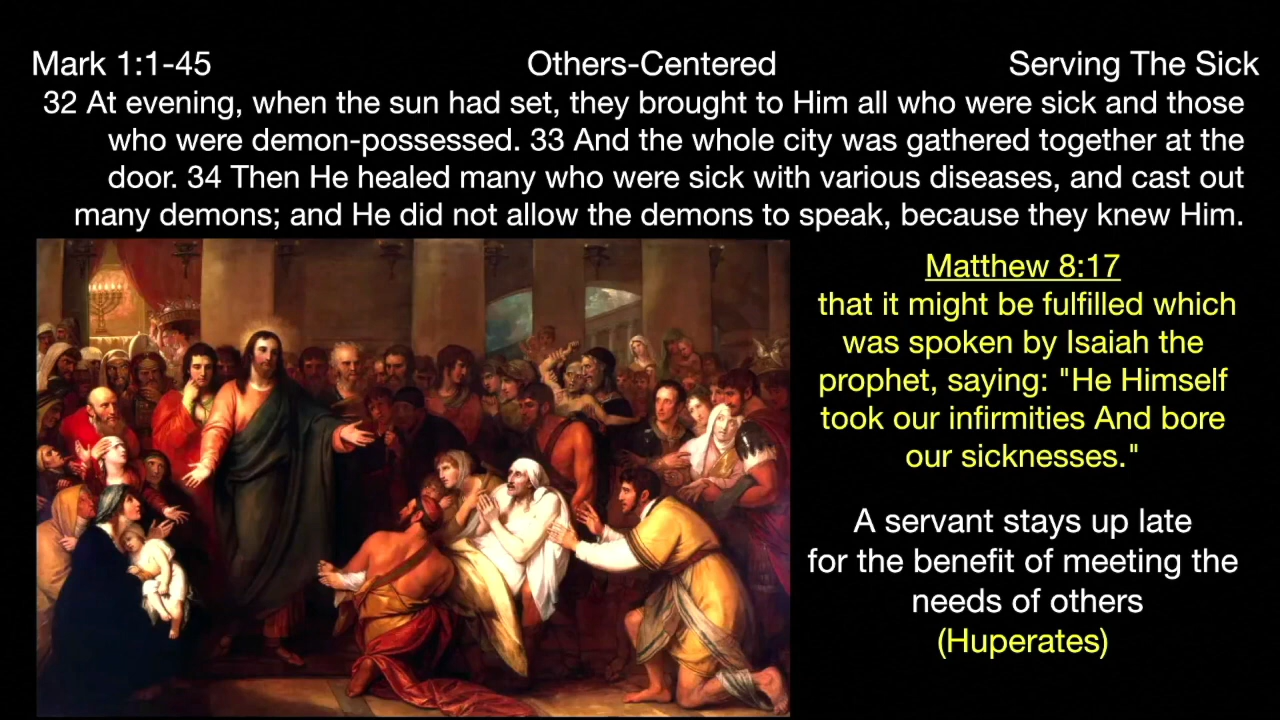 Mark 1:1-45 Others-Centered Serving The Sick
32 At evening, when the sun had set, they brought to Him all who were sick and those
who were demon-possessed. 33 And the whole city was gathered together at the
door. 34 Then He healed many who were sick with various diseases, and cast out
many demons; and He did not allow the demons to speak, because they knew Him.
Matthew 8:17
that it might be fulfilled which
was spoken by Isaiah the
prophet, saying: "He Himself
took our infirmities And bore
our sicknesses."
A servant stays up late
for the benefit of meeting the
needs of others
(Huperates)